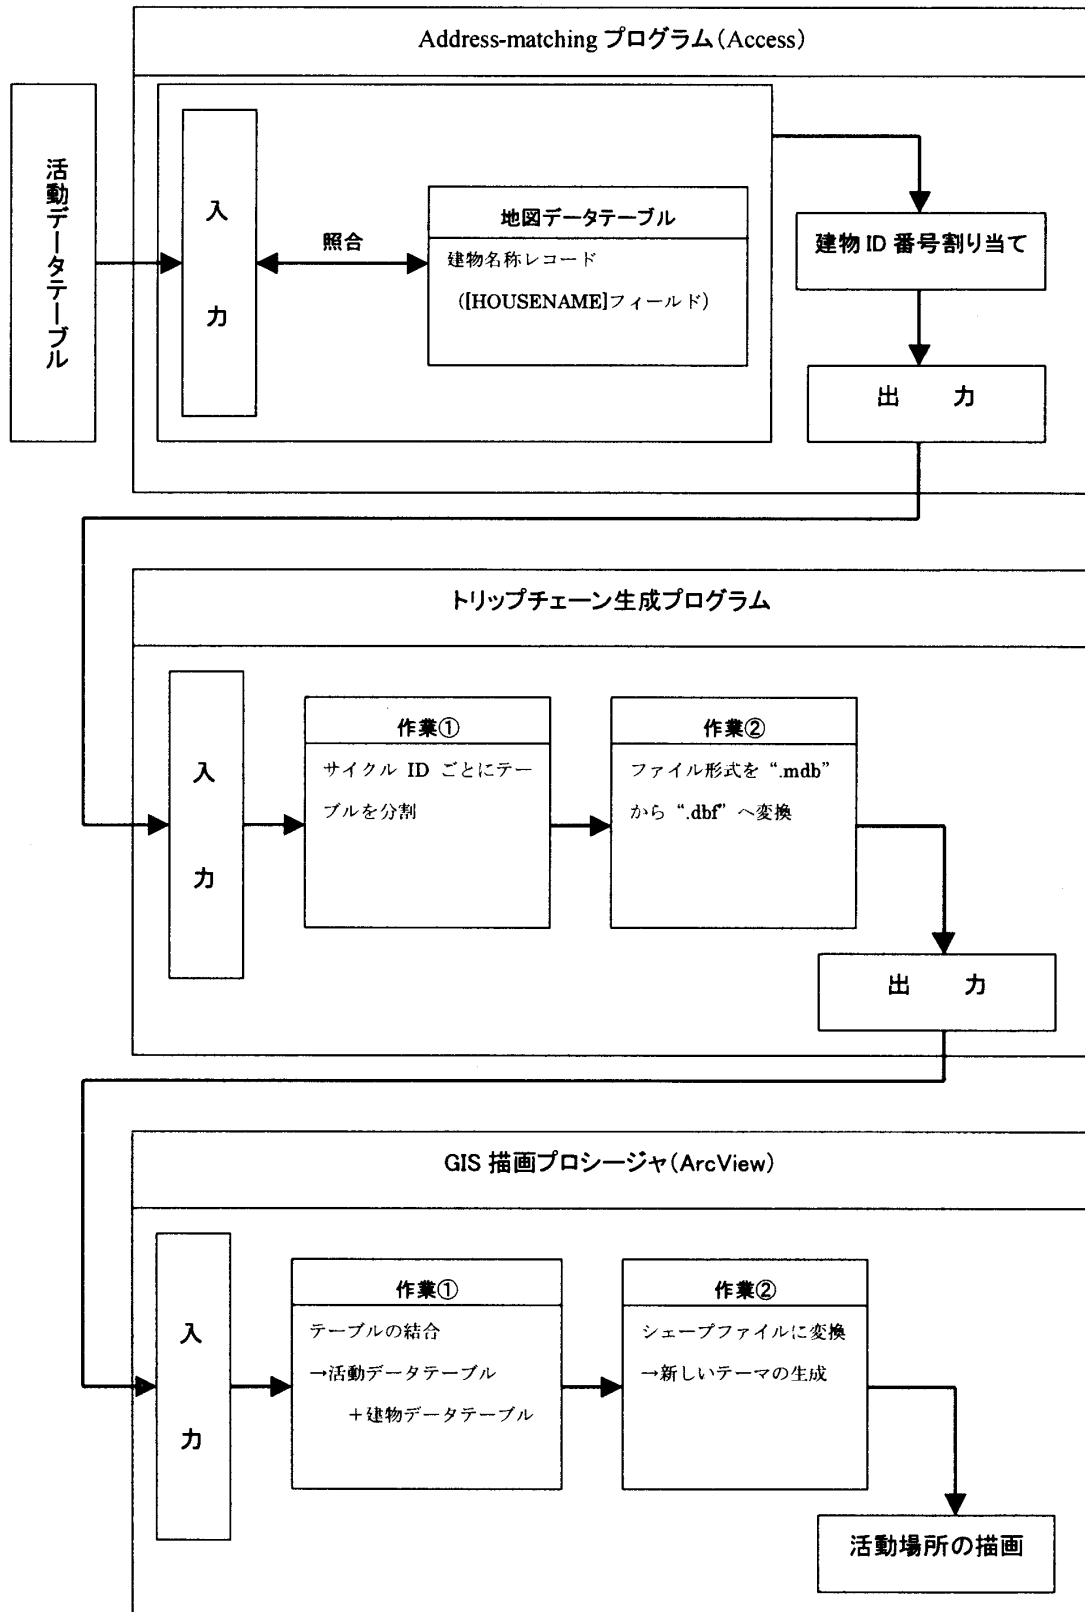 Address-matching プログラム(Access)
活動データテーブル
入力
照合
地図データテーブル
建物名称レコード
([HOUSENAME]フィールド)
建物 ID 番号割り当て
出 力
トリップチェーン生成プログラム
入力
作業①
サイクル ID ごとにテー
ブルを分割
作業②
ファイル形式を “.mdb”
から “.dbf” へ変換
出 力
GIS 描画プロシージャ(ArcView)
入力
作業①
テーブルの結合
→活動データテーブル
＋建物データテーブル
作業②
シェープファイルに変換
→新しいテーマの生成
活動場所の描画